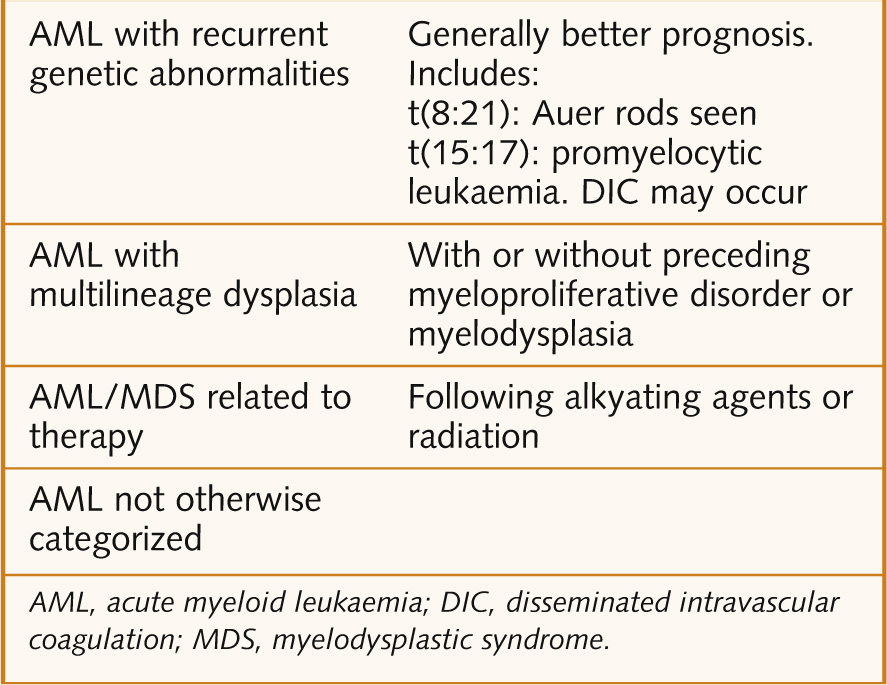 AML with recurrent
genetic abnormalities
Generally better prognosis.
Includes:
t(8:21): Auer rods seen
t(15:17): promyelocytic
leukaemia. DIC may occur
AML with
multilineage dysplasia
With or without preceding
myeloproliferative disorder or
myelodysplasia
AML/MDS related to
therapy
Following alkyating agents or
radiation
AML not otherwise
categorized
AML, acute myeloid leukaemia; DIC, disseminated intravascular
coagulation; MDS, myelodysplastic syndrome.